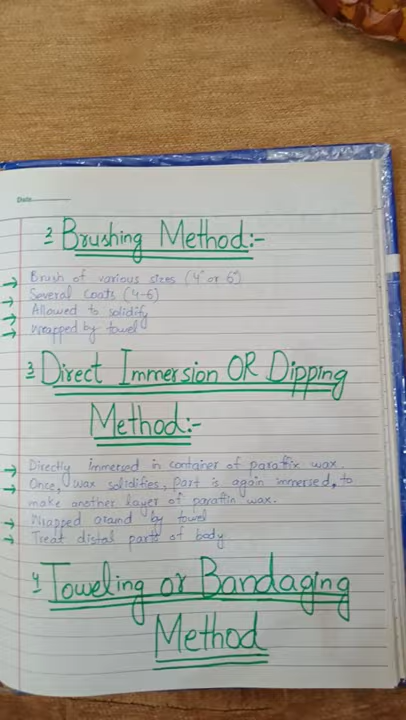 Date..........
2 Brushing Method:-
→ Brush of various sizes (4" or 6")
→ Several Coats (4-6)
→ Allowed to solidify
→ Wrapped by towel
3 Direct Immersion OR Dipping
Method:-
→ Directly immersed in container of paraffin wax.
→ Once, wax solidifies, Part is again immersed, to
make another layer of paraffin wax.
→ Wrapped around by towel
→ Treat distal parts of body
4 Toweling or Bandaging
Method